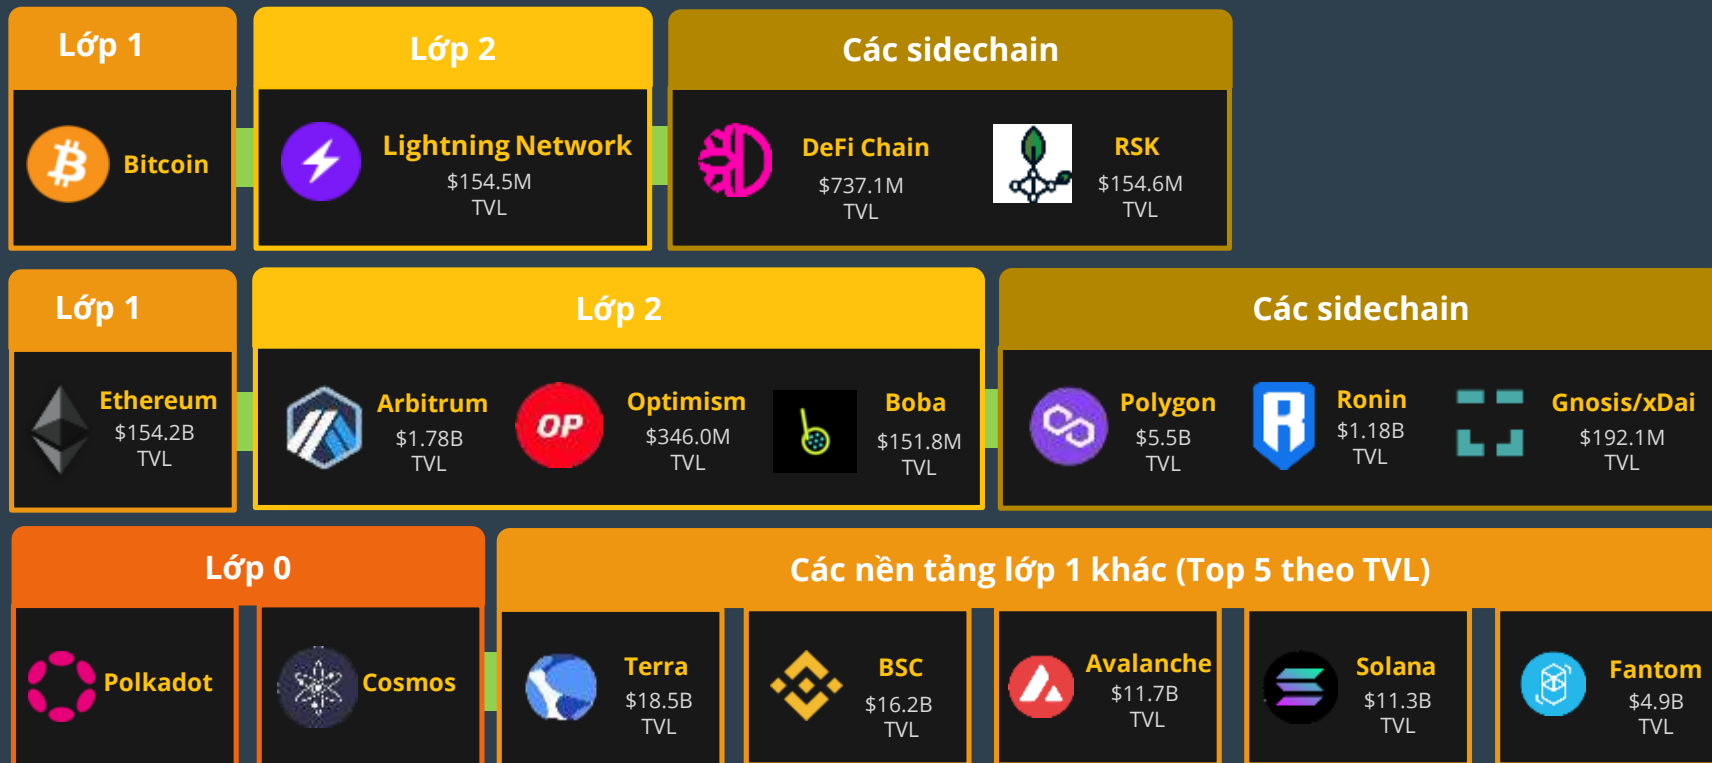 Lớp 1
Lớp 2
Các sidechain
Bitcoin
Lightning Network
$154.5M
TVL
DeFi Chain
$737.1M
TVL
RSK
$154.6M
TVL
Lớp 1
Lớp 2
Các sidechain
Ethereum
$154.2B
TVL
Arbitrum
$1.78B
TVL
OP
Optimism
$346.0M
TVL
Boba
$151.8M
TVL
Polygon
$5.5B
TVL
Ronin
$1.18B
TVL
Gnosis/xDai
$192.1M
TVL
Lớp 0
Các nền tảng lớp 1 khác (Top 5 theo TVL)
Polkadot
Cosmos
Terra
$18.5B
TVL
BSC
$16.2B
TVL
Avalanche
$11.7B
TVL
Solana
$11.3B
TVL
Fantom
$4.9B
TVL